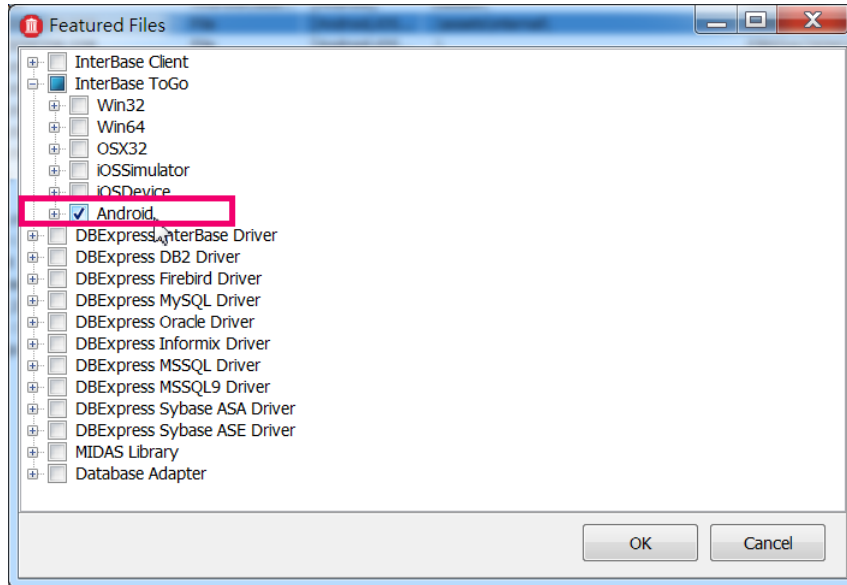 Featured Files
InterBase Client
InterBase ToGo
Win32
Win64
OSX32
iOSSimulator
iOSDevice
Android
DBExpress InterBase Driver
DBExpress DB2 Driver
DBExpress Firebird Driver
DBExpress MySQL Driver
DBExpress Oracle Driver
DBExpress Informix Driver
DBExpress MSSQL Driver
DBExpress MSSQL9 Driver
DBExpress Sybase ASA Driver
DBExpress Sybase ASE Driver
MIDAS Library
Database Adapter
OK Cancel